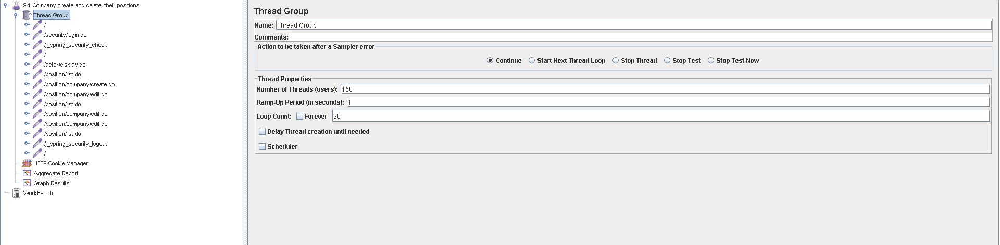 9.1 Company create and delete  their positions
Thread Group
/
/security/login.do
/j_spring_security_check
/
/actor/display.do
/position/list.do
/position/company/create.do
/position/company/edit.do
/position/list.do
/position/company/edit.do
/position/company/edit.do
/position/list.do
/j_spring_security_logout
/
HTTP Cookie Manager
Aggregate Report
Graph Results
WorkBench
Thread Group
Name: Thread Group
Comments:
Action to be taken after a Sampler error
Continue Start Next Thread Loop Stop Thread Stop Test Stop Test Now
Thread Properties
Number of Threads (users): 150
Ramp-Up Period (in seconds): 1
Loop Count: Forever 20
Delay Thread creation until needed
Scheduler